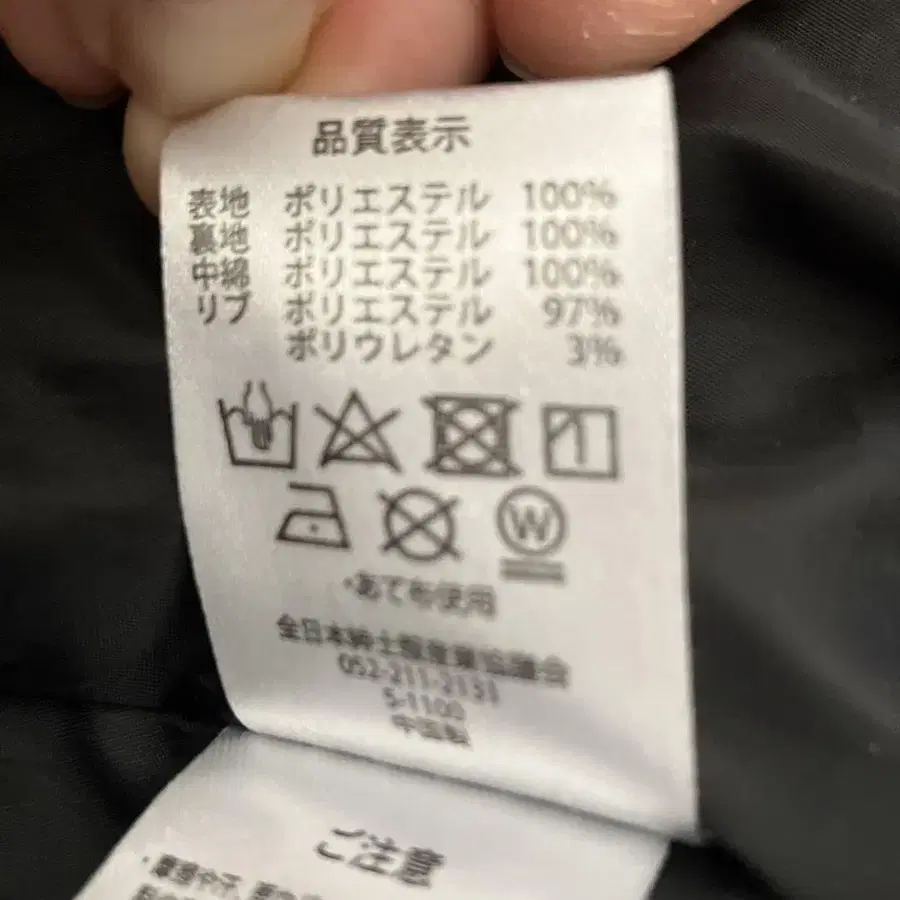 品質表示
表地 ポリエステル 100%
裏地 ポリエステル 100%
中綿 ポリエステル 100%
リブ ポリエステル 97%
ポリウレタン 3%
W
・あて布使用
全日本紳士服産業協議会
052-211-2151
S-1100
中国製
ご注意